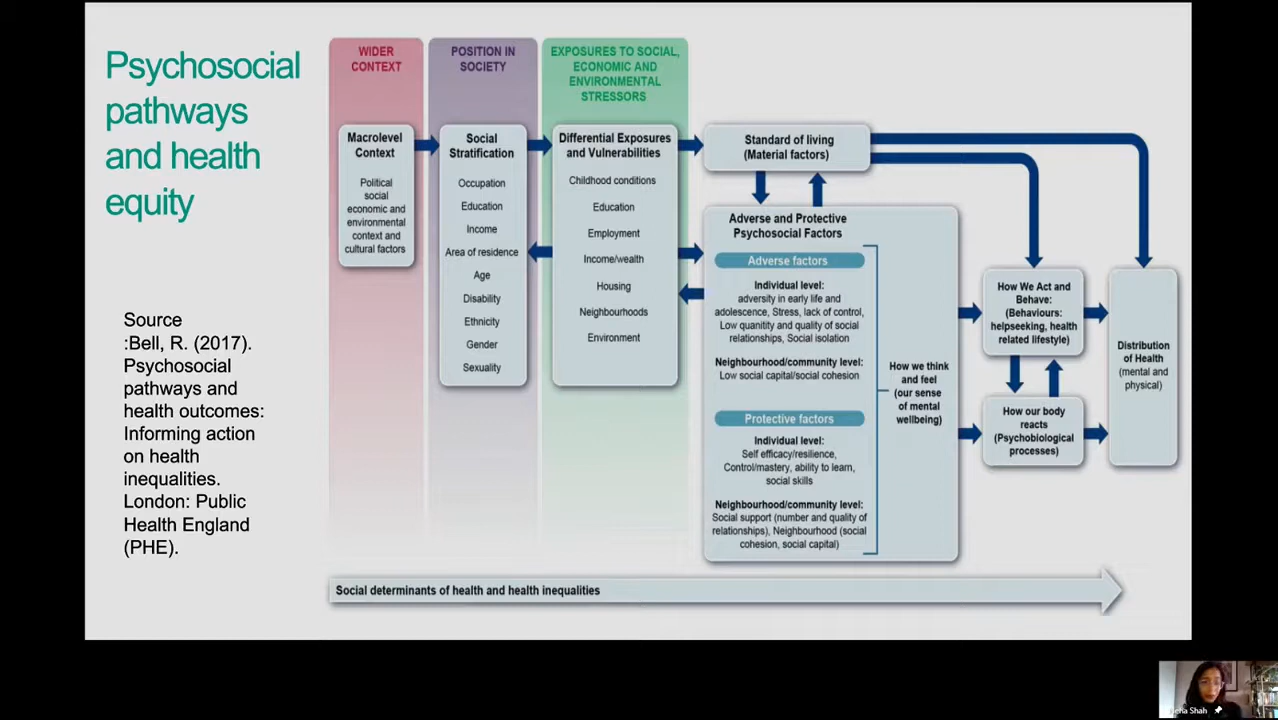 Psychosocial
pathways
and health
equity
Source
:Bell, R. (2017).
Psychosocial
pathways and
health outcomes:
Informing action
on health
inequalities.
London: Public
Health England
(PHE).
WIDER
CONTEXT
Macrolevel
Context
Political
social
economic and
environmental
context and
cultural factors
POSITION IN
SOCIETY
Social
Stratification
Occupation
Education
Income
Area of residence
Age
Disability
Ethnicity
Gender
Sexuality
EXPOSURES TO SOCIAL,
ECONOMIC AND
ENVIRONMENTAL
STRESSORS
Differential Exposures
and Vulnerabilities
Childhood conditions
Education
Employment
Income/wealth
Housing
Neighbourhoods
Environment
Standard of living
(Material factors)
Adverse and Protective
Psychosocial Factors
Adverse factors
Individual level:
adversity in early life and
adolescence, Stress, lack of control,
Low quanitity and quality of social
relationships, Social isolation
Neighbourhood/community level:
Low social capital/social cohesion
Protective factors
Individual level:
Self efficacy/resilience,
Control/mastery, ability to learn,
social skills
Neighbourhood/community level:
Social support (number and quality of
relationships), Neighbourhood (social
cohesion, social capital)
How we think
and feel
(our sense
of mental
wellbeing)
How We Act and
Behave:
(Behaviours:
helpseeking, health
related lifestyle)
How our body
reacts
(Psychobiological
processes)
Distribution
of Health
(mental and
physical)
Social determinants of health and health inequalities
Shah